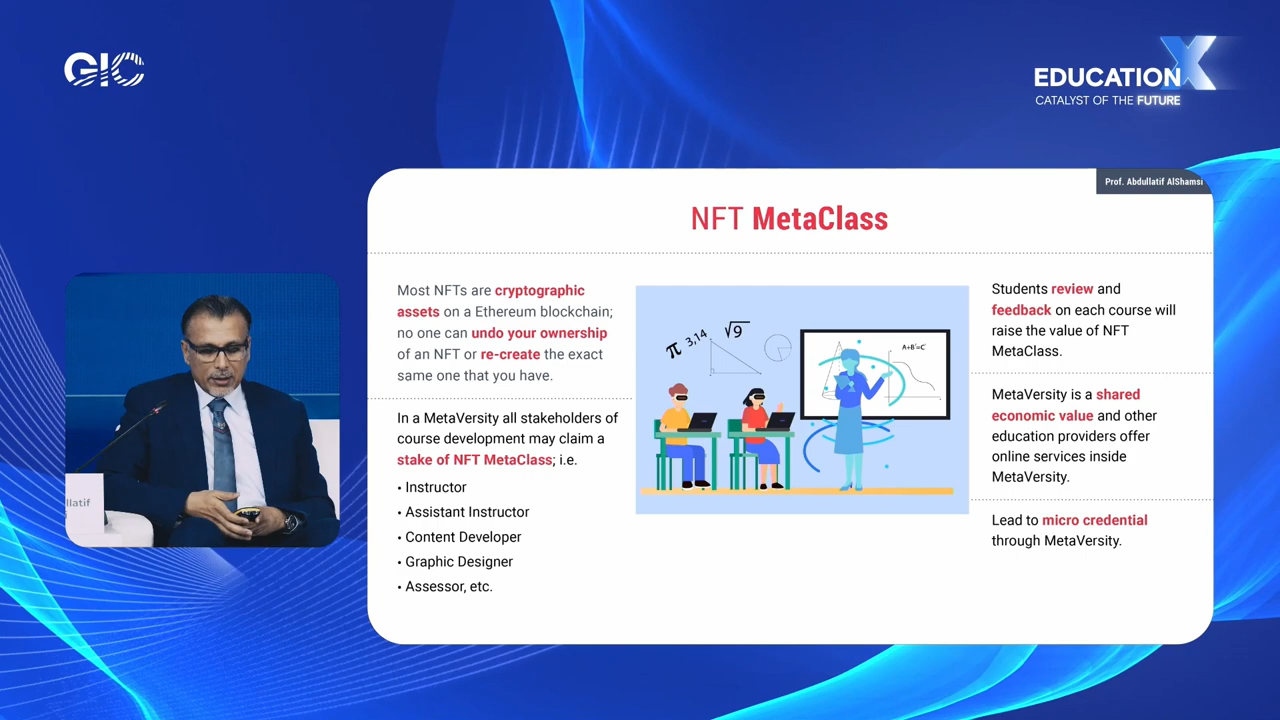 GIC
EDUCATION X
CATALYST OF THE FUTURE
Prof. Abdullatif AlShamsi
NFT MetaClass
Most NFTs are cryptographic
assets on a Ethereum blockchain;
no one can undo your ownership
of an NFT or re-create the exact
same one that you have.
In a MetaVersity all stakeholders of
course development may claim a
stake of NFT MetaClass; i.e.
• Instructor
• Assistant Instructor
• Content Developer
• Graphic Designer
• Assessor, etc.
π 3,14 √9
A+B²=C²
Students review and
feedback on each course will
raise the value of NFT
MetaClass.
MetaVersity is a shared
economic value and other
education providers offer
online services inside
MetaVersity.
Lead to micro credential
through MetaVersity.
llatif